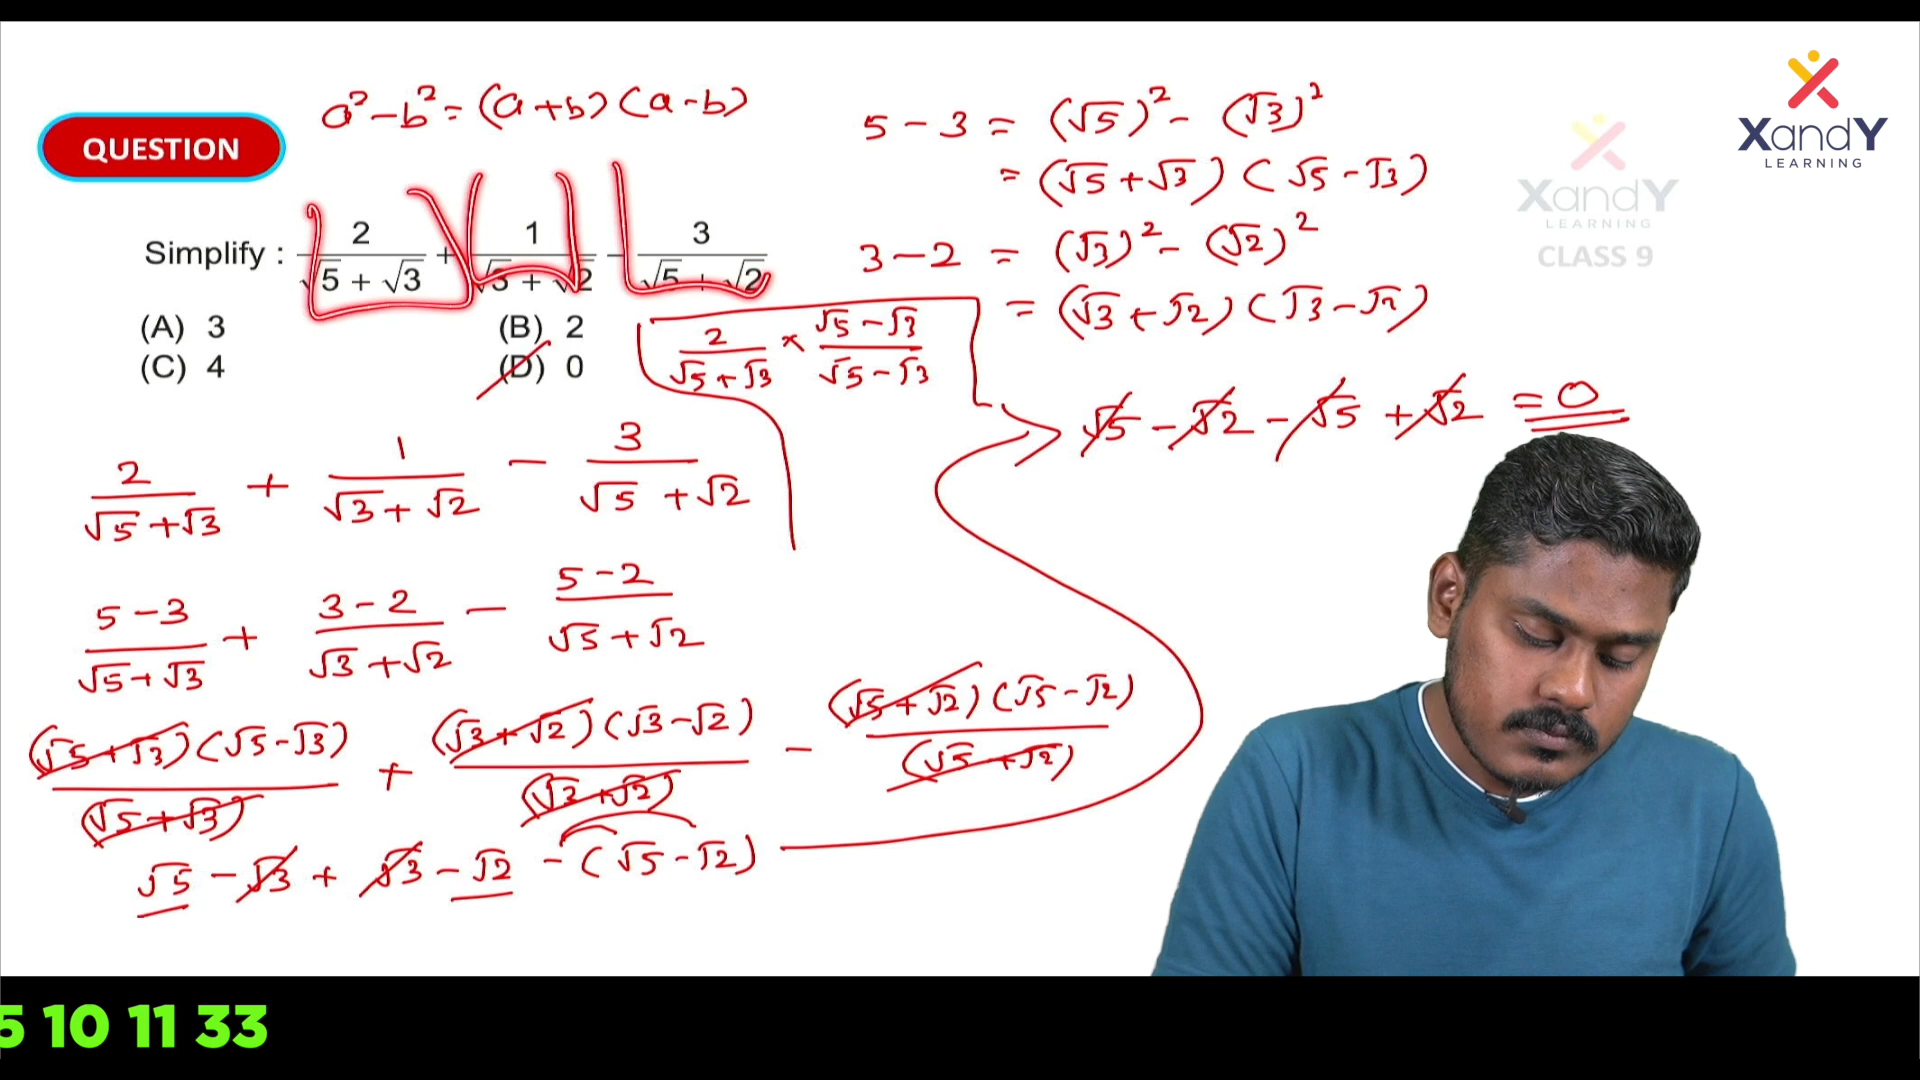 a² - b² = (a + b) (a - b)
QUESTION
Simplify : 2/(√5 + √3) + 1/(√3 + √2) - 3/(√5 + √2)
(A) 3 (B) 2
(C) 4 (D) 0
5 - 3 = (√5)² - (√3)²
= (√5 + √3) (√5 - √3)
3 - 2 = (√3)² - (√2)²
= (√3 + √2) (√3 - √2)
2/(√5 + √3) × (√5 - √3)/(√5 - √3)
2/(√5 + √3) + 1/(√3 + √2) - 3/(√5 + √2)
(5 - 3)/(√5 + √3) + (3 - 2)/(√3 + √2) - (5 - 2)/(√5 + √2)
(√5 + √3)(√5 - √3)/(√5 + √3) + (√3 + √2)(√3 - √2)/(√3 + √2) - (√5 + √2)(√5 - √2)/(√5 + √2)
√5 - √3 + √3 - √2 - (√5 - √2)
√5 - √2 - √5 + √2 = 0
XandY
LEARNING
XandY
LEARNING
CLASS 9
5 10 11 33